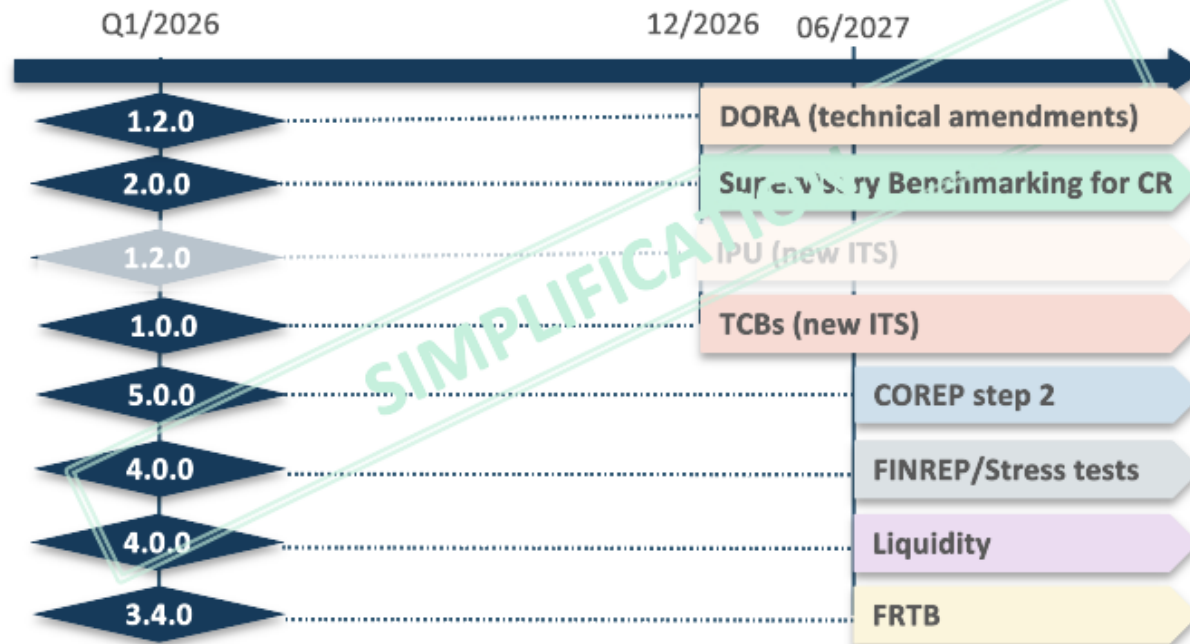 Q1/2026 12/2026 06/2027
1.2.0 DORA (technical amendments)
2.0.0 Supervisory Benchmarking for CR
1.2.0 IPU (new ITS)
1.0.0 TCBs (new ITS)
SIMPLIFICATION
5.0.0 COREP step 2
4.0.0 FINREP/Stress tests
4.0.0 Liquidity
3.4.0 FRTB